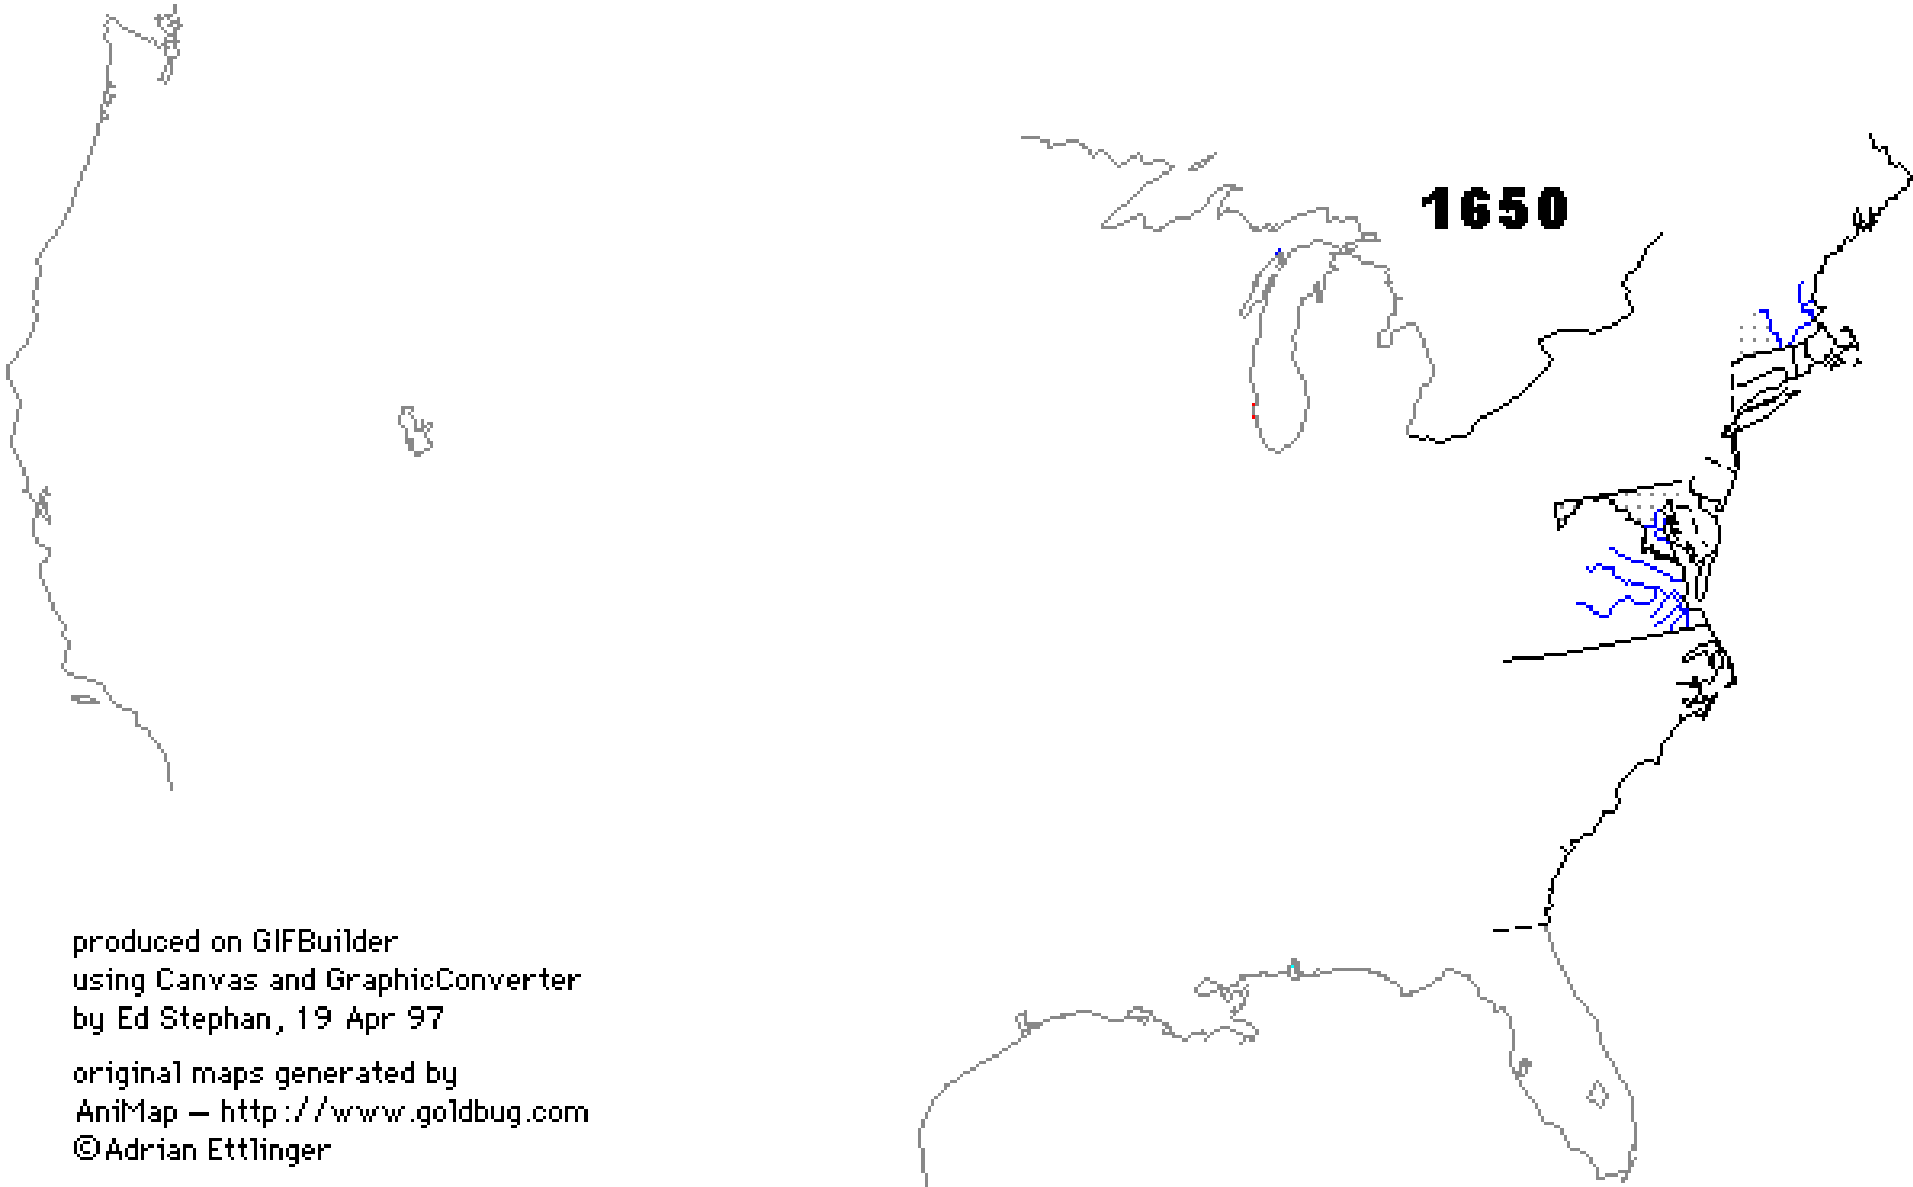 1650
produced on GIFBuilder
using Canvas and GraphicConverter
by Ed Stephan, 19 Apr 97
original maps generated by
AniMap – http://www.goldbug.com
©Adrian Ettlinger